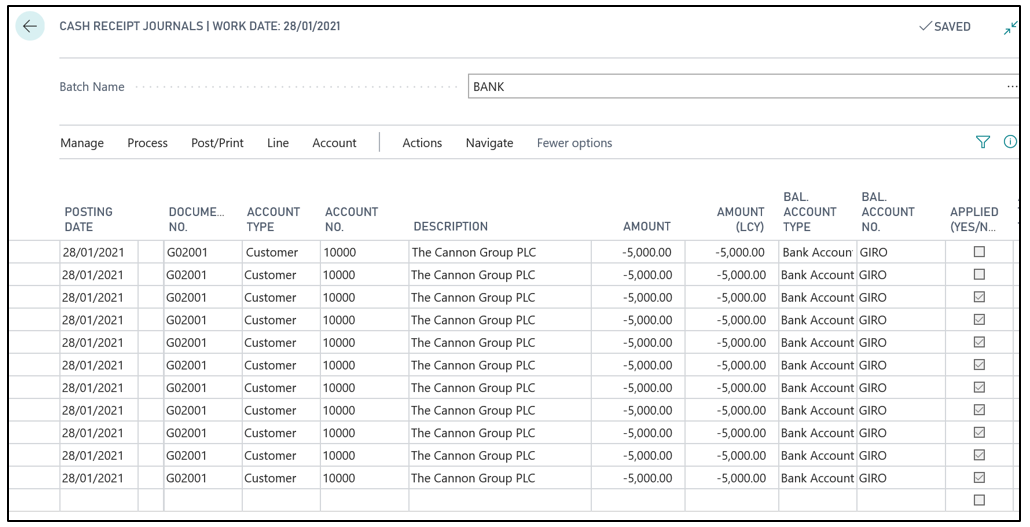 CASH RECEIPT JOURNALS | WORK DATE: 28/01/2021 SAVED
Batch Name BANK ...
Manage Process Post/Print Line Account Actions Navigate Fewer options
POSTING DATE DOCUME... NO. ACCOUNT TYPE ACCOUNT NO. DESCRIPTION AMOUNT AMOUNT (LCY) BAL. ACCOUNT TYPE BAL. ACCOUNT NO. APPLIED (YES/N...
28/01/2021 G02001 Customer 10000 The Cannon Group PLC -5,000.00 -5,000.00 Bank Accoun GIRO
28/01/2021 G02001 Customer 10000 The Cannon Group PLC -5,000.00 -5,000.00 Bank Account GIRO
28/01/2021 G02001 Customer 10000 The Cannon Group PLC -5,000.00 -5,000.00 Bank Account GIRO
28/01/2021 G02001 Customer 10000 The Cannon Group PLC -5,000.00 -5,000.00 Bank Account GIRO
28/01/2021 G02001 Customer 10000 The Cannon Group PLC -5,000.00 -5,000.00 Bank Account GIRO
28/01/2021 G02001 Customer 10000 The Cannon Group PLC -5,000.00 -5,000.00 Bank Account GIRO
28/01/2021 G02001 Customer 10000 The Cannon Group PLC -5,000.00 -5,000.00 Bank Account GIRO
28/01/2021 G02001 Customer 10000 The Cannon Group PLC -5,000.00 -5,000.00 Bank Account GIRO
28/01/2021 G02001 Customer 10000 The Cannon Group PLC -5,000.00 -5,000.00 Bank Account GIRO
28/01/2021 G02001 Customer 10000 The Cannon Group PLC -5,000.00 -5,000.00 Bank Account GIRO
28/01/2021 G02001 Customer 10000 The Cannon Group PLC -5,000.00 -5,000.00 Bank Account GIRO